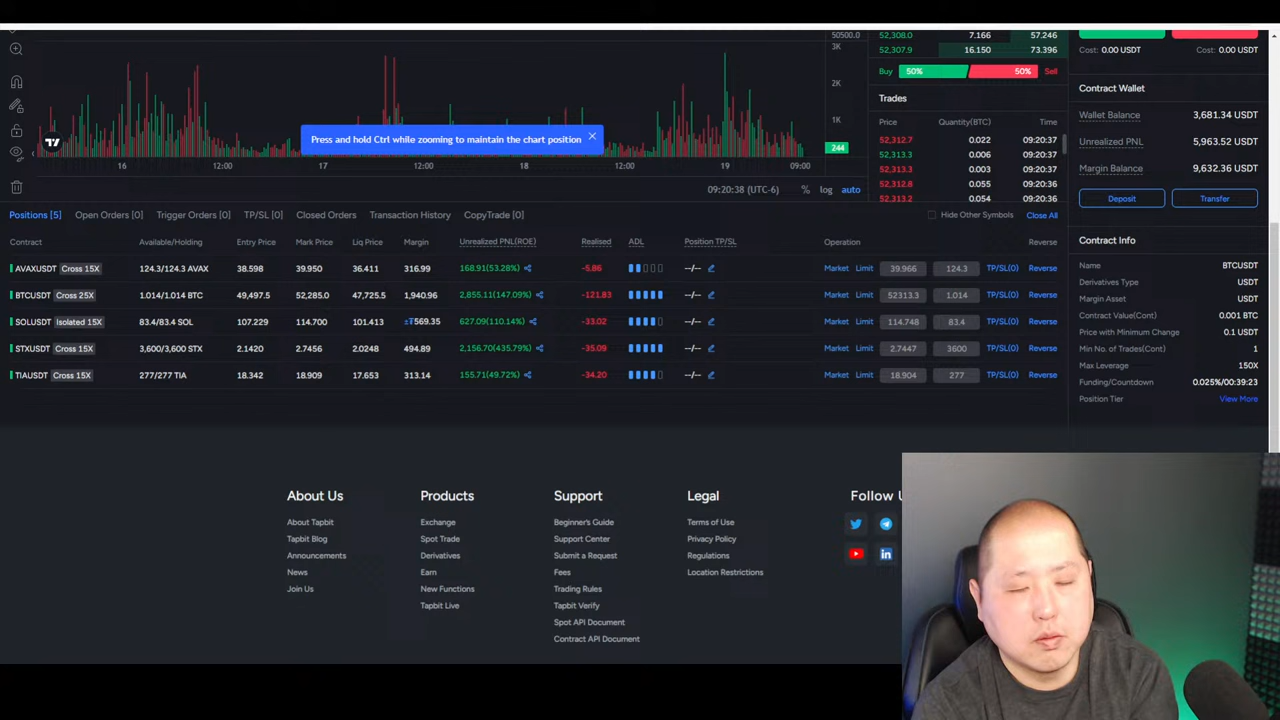 50500.0
3K
2K
1K
244
Press and hold Ctrl while zooming to maintain the chart position
16 12:00 17 12:00 18 12:00 19 09:00
09:20:38 (UTC-6) % log auto
52,308.0 7.166 57.246
52,307.9 16.150 73.396
Buy 50% 50% Sell
Trades
Price Quantity(BTC) Time
52,312.7 0.022 09:20:37
52,313.3 0.006 09:20:37
52,313.3 0.003 09:20:37
52,312.8 0.055 09:20:36
52,313.2 0.054 09:20:36
Cost: 0.00 USDT Cost: 0.00 USDT
Contract Wallet
Wallet Balance 3,681.34 USDT
Unrealized PNL 5,963.52 USDT
Margin Balance 9,632.36 USDT
Deposit Transfer
Contract Info
Name BTCUSDT
Derivatives Type USDT
Margin Asset USDT
Contract Value(Cont) 0.001 BTC
Price with Minimum Change 0.1 USDT
Min No. of Trades(Cont) 1
Max Leverage 150X
Funding/Countdown 0.025%/00:39:23
Position Tier View More
Positions [5] Open Orders [0] Trigger Orders [0] TP/SL [0] Closed Orders Transaction History CopyTrade [0] Hide Other Symbols Close All
Contract Available/Holding Entry Price Mark Price Liq Price Margin Unrealized PNL(ROE) Realised ADL Position TP/SL Operation Reverse
AVAXUSDT Cross 15X 124.3/124.3 AVAX 38.598 39.950 36.411 316.99 168.91(53.28%) -5.86 --/-- Market Limit 39.966 124.3 TP/SL(0) Reverse
BTCUSDT Cross 25X 1.014/1.014 BTC 49,497.5 52,285.0 47,725.5 1,940.96 2,855.11(147.09%) -121.83 --/-- Market Limit 52313.3 1.014 TP/SL(0) Reverse
SOLUSDT Isolated 15X 83.4/83.4 SOL 107.229 114.700 101.413 569.35 627.09(110.14%) -33.02 --/-- Market Limit 114.748 83.4 TP/SL(0) Reverse
STXUSDT Cross 15X 3,600/3,600 STX 2.1420 2.7456 2.0248 494.89 2,156.70(435.79%) -35.09 --/-- Market Limit 2.7447 3600 TP/SL(0) Reverse
TIAUSDT Cross 15X 277/277 TIA 18.342 18.909 17.653 313.14 155.71(49.72%) -34.20 --/-- Market Limit 18.904 277 TP/SL(0) Reverse
About Us
About Tapbit
Tapbit Blog
Announcements
News
Join Us
Products
Exchange
Spot Trade
Derivatives
Earn
New Functions
Tapbit Live
Support
Beginner's Guide
Support Center
Submit a Request
Fees
Trading Rules
Tapbit Verify
Spot API Document
Contract API Document
Legal
Terms of Use
Privacy Policy
Regulations
Location Restrictions
Follow